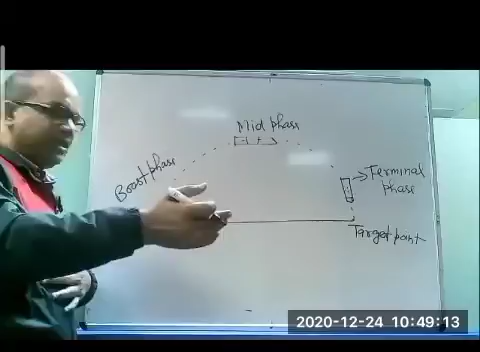 Mid phase
Boost phase
Terminal
phase
Target point
2020-12-24 10:49:13